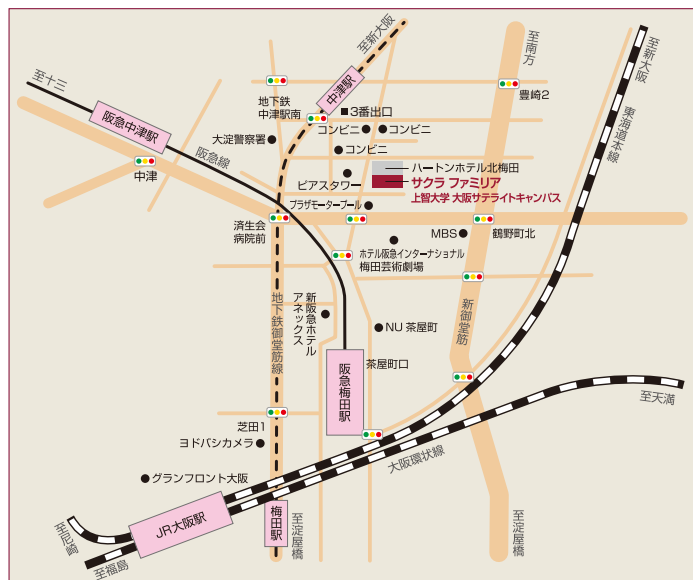 至新大阪
至南方
至新大阪
至十三
阪急中津駅
地下鉄
中津駅南
中津駅
■3番出口
豊崎2
東海道本線
大淀警察署
コンビニ
コンビニ
コンビニ
阪急線
中津
ピアスタワー
ハートンホテル北梅田
サクラ ファミリア
上智大学 大阪サテライトキャンパス
プラザモータープール
済生会
病院前
MBS
鶴野町北
ホテル阪急インターナショナル
梅田芸術劇場
地下鉄御堂筋線
新阪急ホテル
アネックス
NU 茶屋町
新御堂筋
茶屋町口
阪急梅田駅
至天満
芝田1
ヨドバシカメラ
大阪環状線
グランフロント大阪
JR大阪駅
梅田駅
至淀屋橋
至淀屋橋
至尼崎
至福島